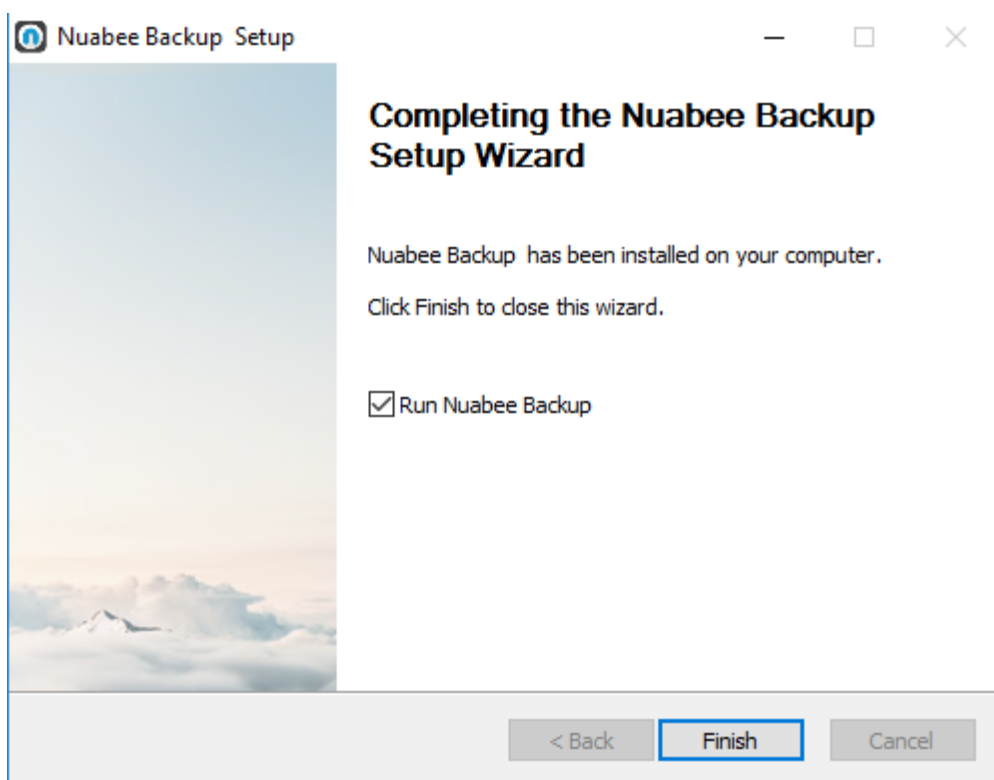 Nuabee Backup  Setup
Completing the Nuabee Backup
Setup Wizard
Nuabee Backup  has been installed on your computer.
Click Finish to close this wizard.
Run Nuabee Backup
< Back
Finish
Cancel